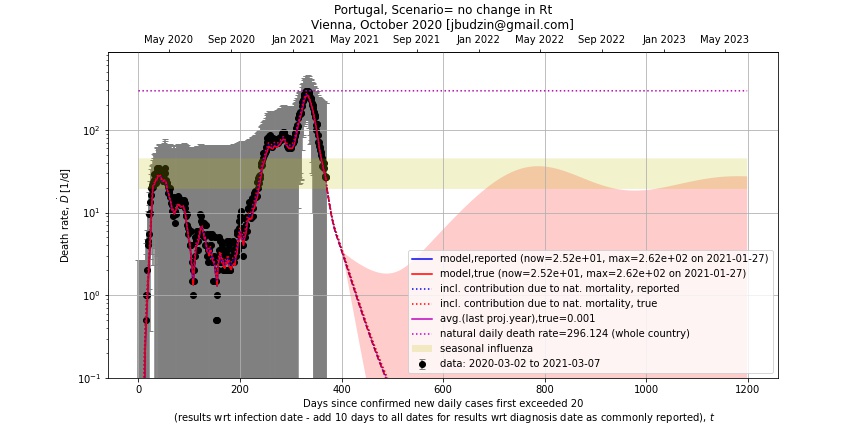 Portugal, Scenario= no change in Rt
Vienna, October 2020 [jbudzin@gmail.com]
May 2020 Sep 2020 Jan 2021 May 2021 Sep 2021 Jan 2022 May 2022 Sep 2022 Jan 2023 May 2023
Death rate, Ḋ [1/d]
10²
10¹
10⁰
10⁻¹
model,reported (now=2.52e+01, max=2.62e+02 on 2021-01-27)
model,true (now=2.52e+01, max=2.62e+02 on 2021-01-27)
incl. contribution due to nat. mortality, reported
incl. contribution due to nat. mortality, true
avg.(last proj.year),true=0.001
natural daily death rate=296.124 (whole country)
seasonal influenza
data: 2020-03-02 to 2021-03-07
0 200 400 600 800 1000 1200
Days since confirmed new daily cases first exceeded 20
(results wrt infection date - add 10 days to all dates for results wrt diagnosis date as commonly reported), t